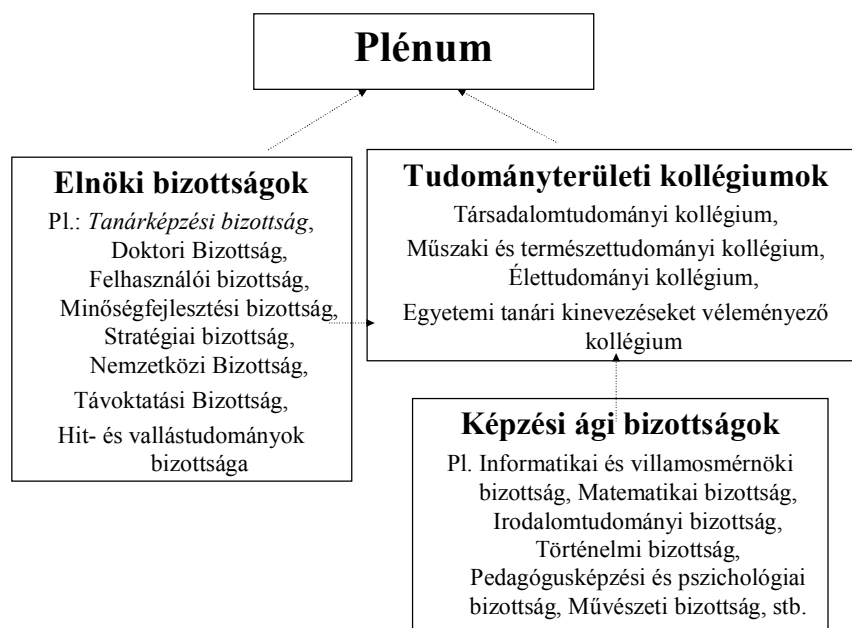 Plénum
Elnöki bizottságok
Pl.: Tanárképzési bizottság,
Doktori Bizottság,
Felhasználói bizottság,
Minőségfejlesztési bizottság,
Stratégiai bizottság,
Nemzetközi Bizottság,
Távoktatási Bizottság,
Hit- és vallástudományok
bizottsága
Tudományterületi kollégiumok
Társadalomtudományi kollégium,
Műszaki és természettudományi kollégium,
Élettudományi kollégium,
Egyetemi tanári kinevezéseket véleményező
kollégium
Képzési ági bizottságok
Pl. Informatikai és villamosmérnöki
bizottság, Matematikai bizottság,
Irodalomtudományi bizottság,
Történelmi bizottság,
Pedagógusképzési és pszichológiai
bizottság, Művészeti bizottság, stb.